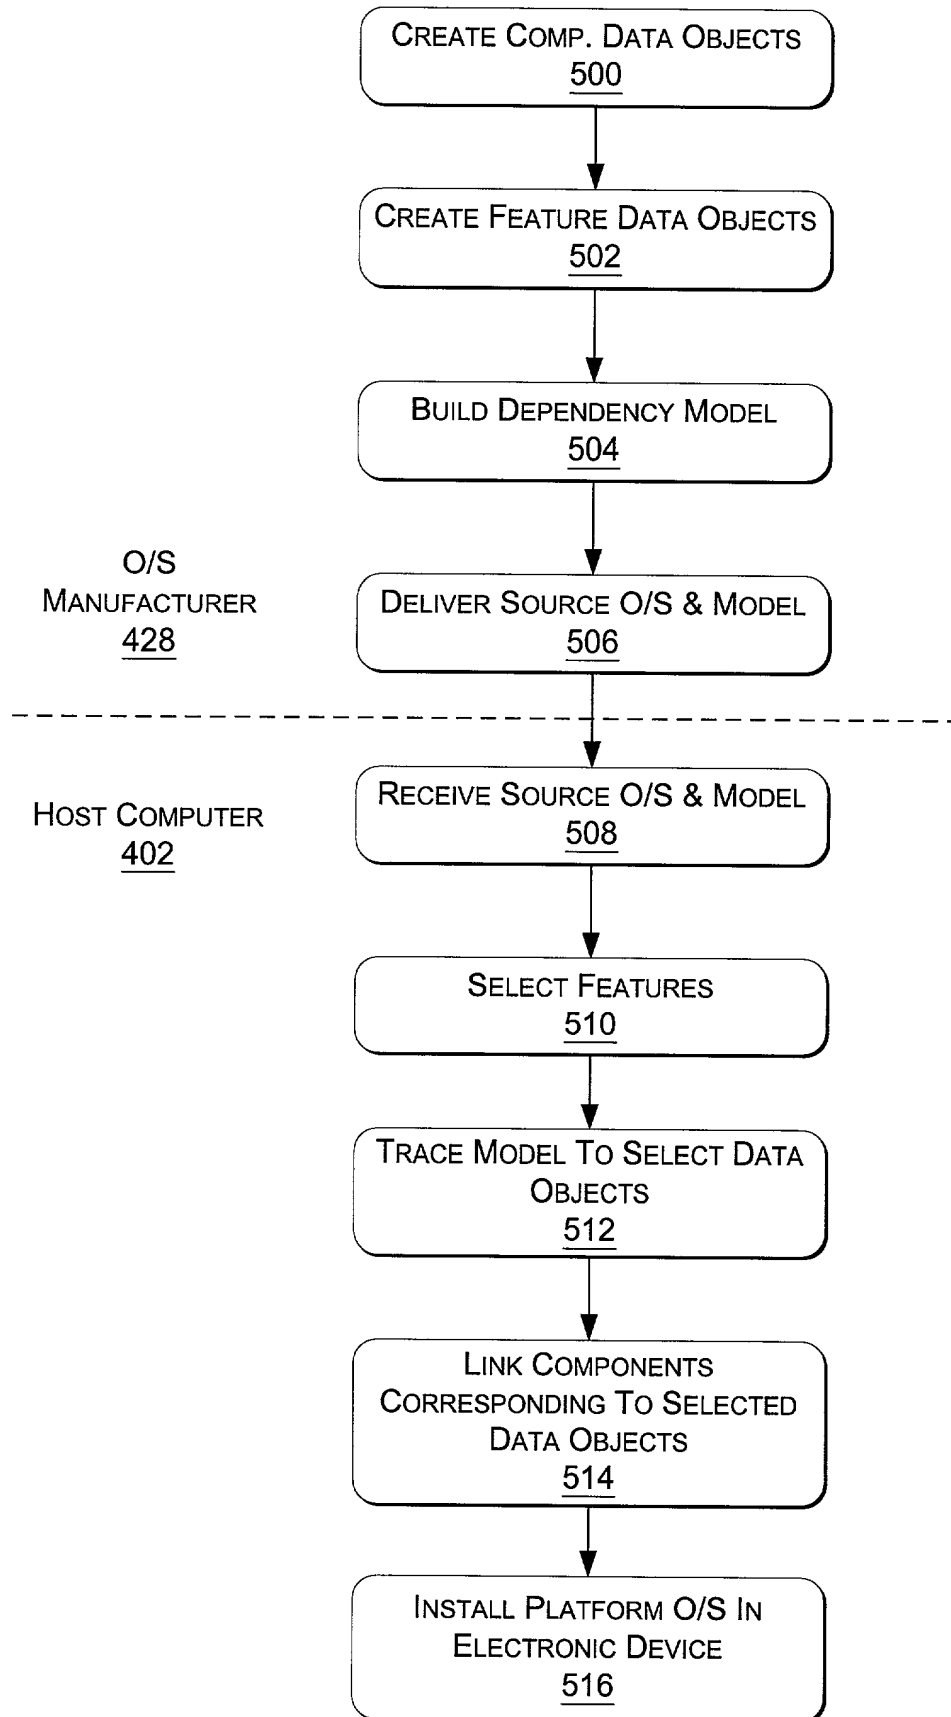 CREATE COMP. DATA OBJECTS
500
CREATE FEATURE DATA OBJECTS
502
BUILD DEPENDENCY MODEL
504
O/S
MANUFACTURER
428
DELIVER SOURCE O/S & MODEL
506
RECEIVE SOURCE O/S & MODEL
508
HOST COMPUTER
402
SELECT FEATURES
510
TRACE MODEL TO SELECT DATA
OBJECTS
512
LINK COMPONENTS
CORRESPONDING TO SELECTED
DATA OBJECTS
514
INSTALL PLATFORM O/S IN
ELECTRONIC DEVICE
516